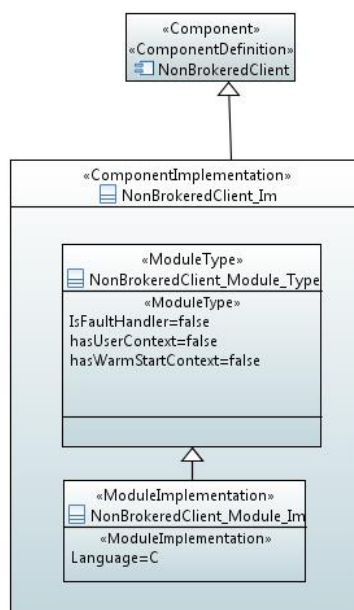 «Component»
«ComponentDefinition»
NonBrokeredClient
«ComponentImplementation»
NonBrokeredClient_Im
«ModuleType»
NonBrokeredClient_Module_Type
«ModuleType»
IsFaultHandler=false
hasUserContext=false
hasWarmStartContext=false
«ModuleImplementation»
NonBrokeredClient_Module_Im
«ModuleImplementation»
Language=C